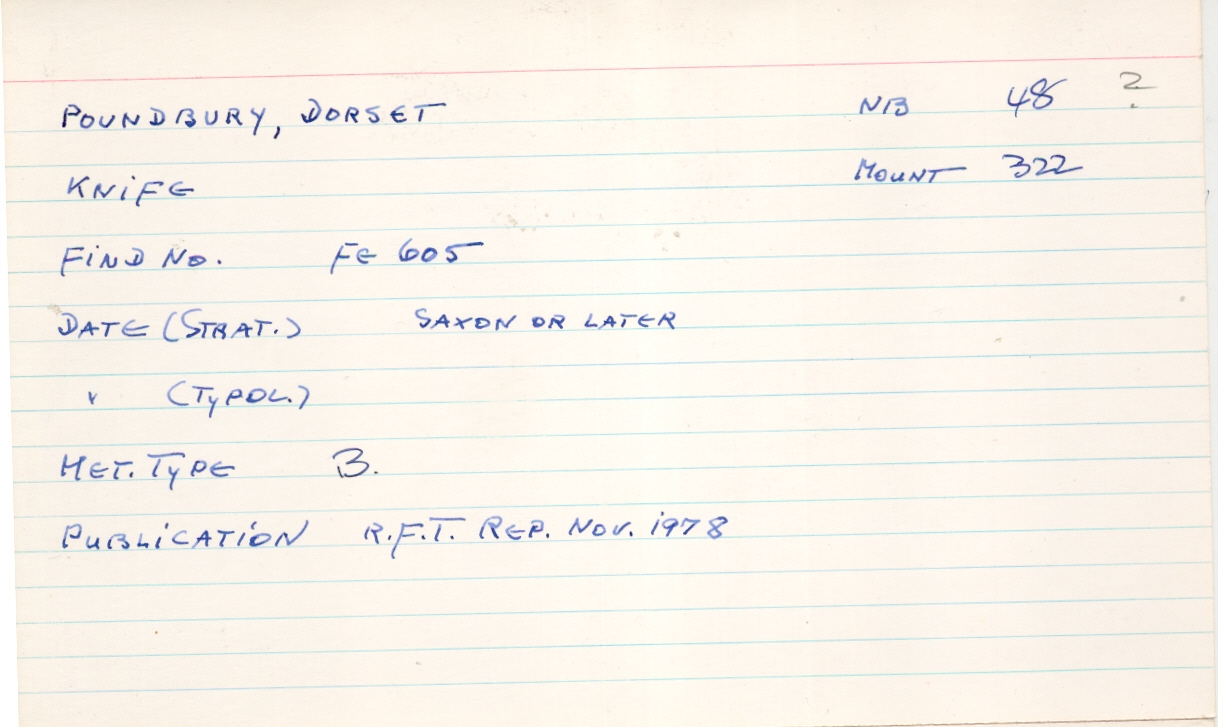 POUNDBURY, DORSET NB 48 ?
KNIFE MOUNT 322
FIND NO. FE 605
DATE (STRAT.) SAXON OR LATER
" (TYPOL.)
MET. TYPE B.
PUBLICATION R.F.T. REP. NOV. 1978